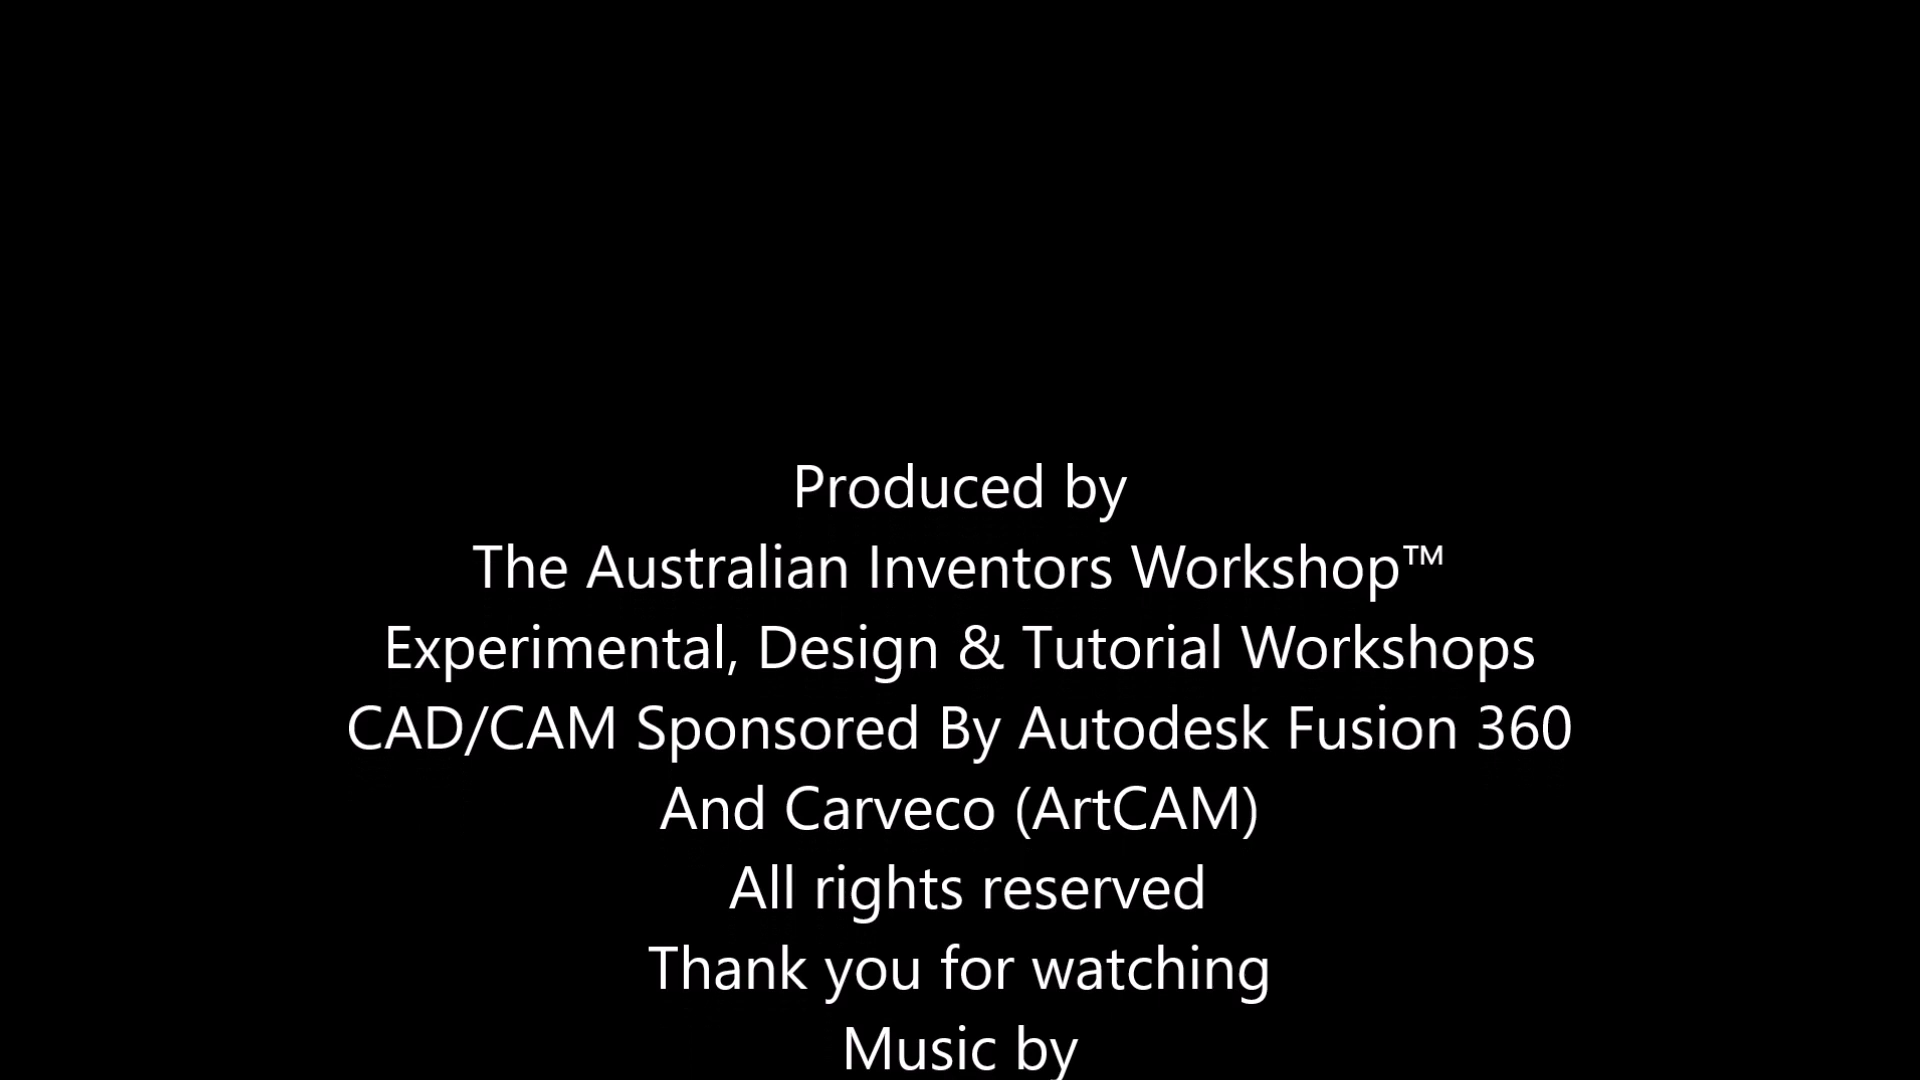 Produced by
The Australian Inventors Workshop™
Experimental, Design & Tutorial Workshops
CAD/CAM Sponsored By Autodesk Fusion 360
And Carveco (ArtCAM)
All rights reserved
Thank you for watching
Music by